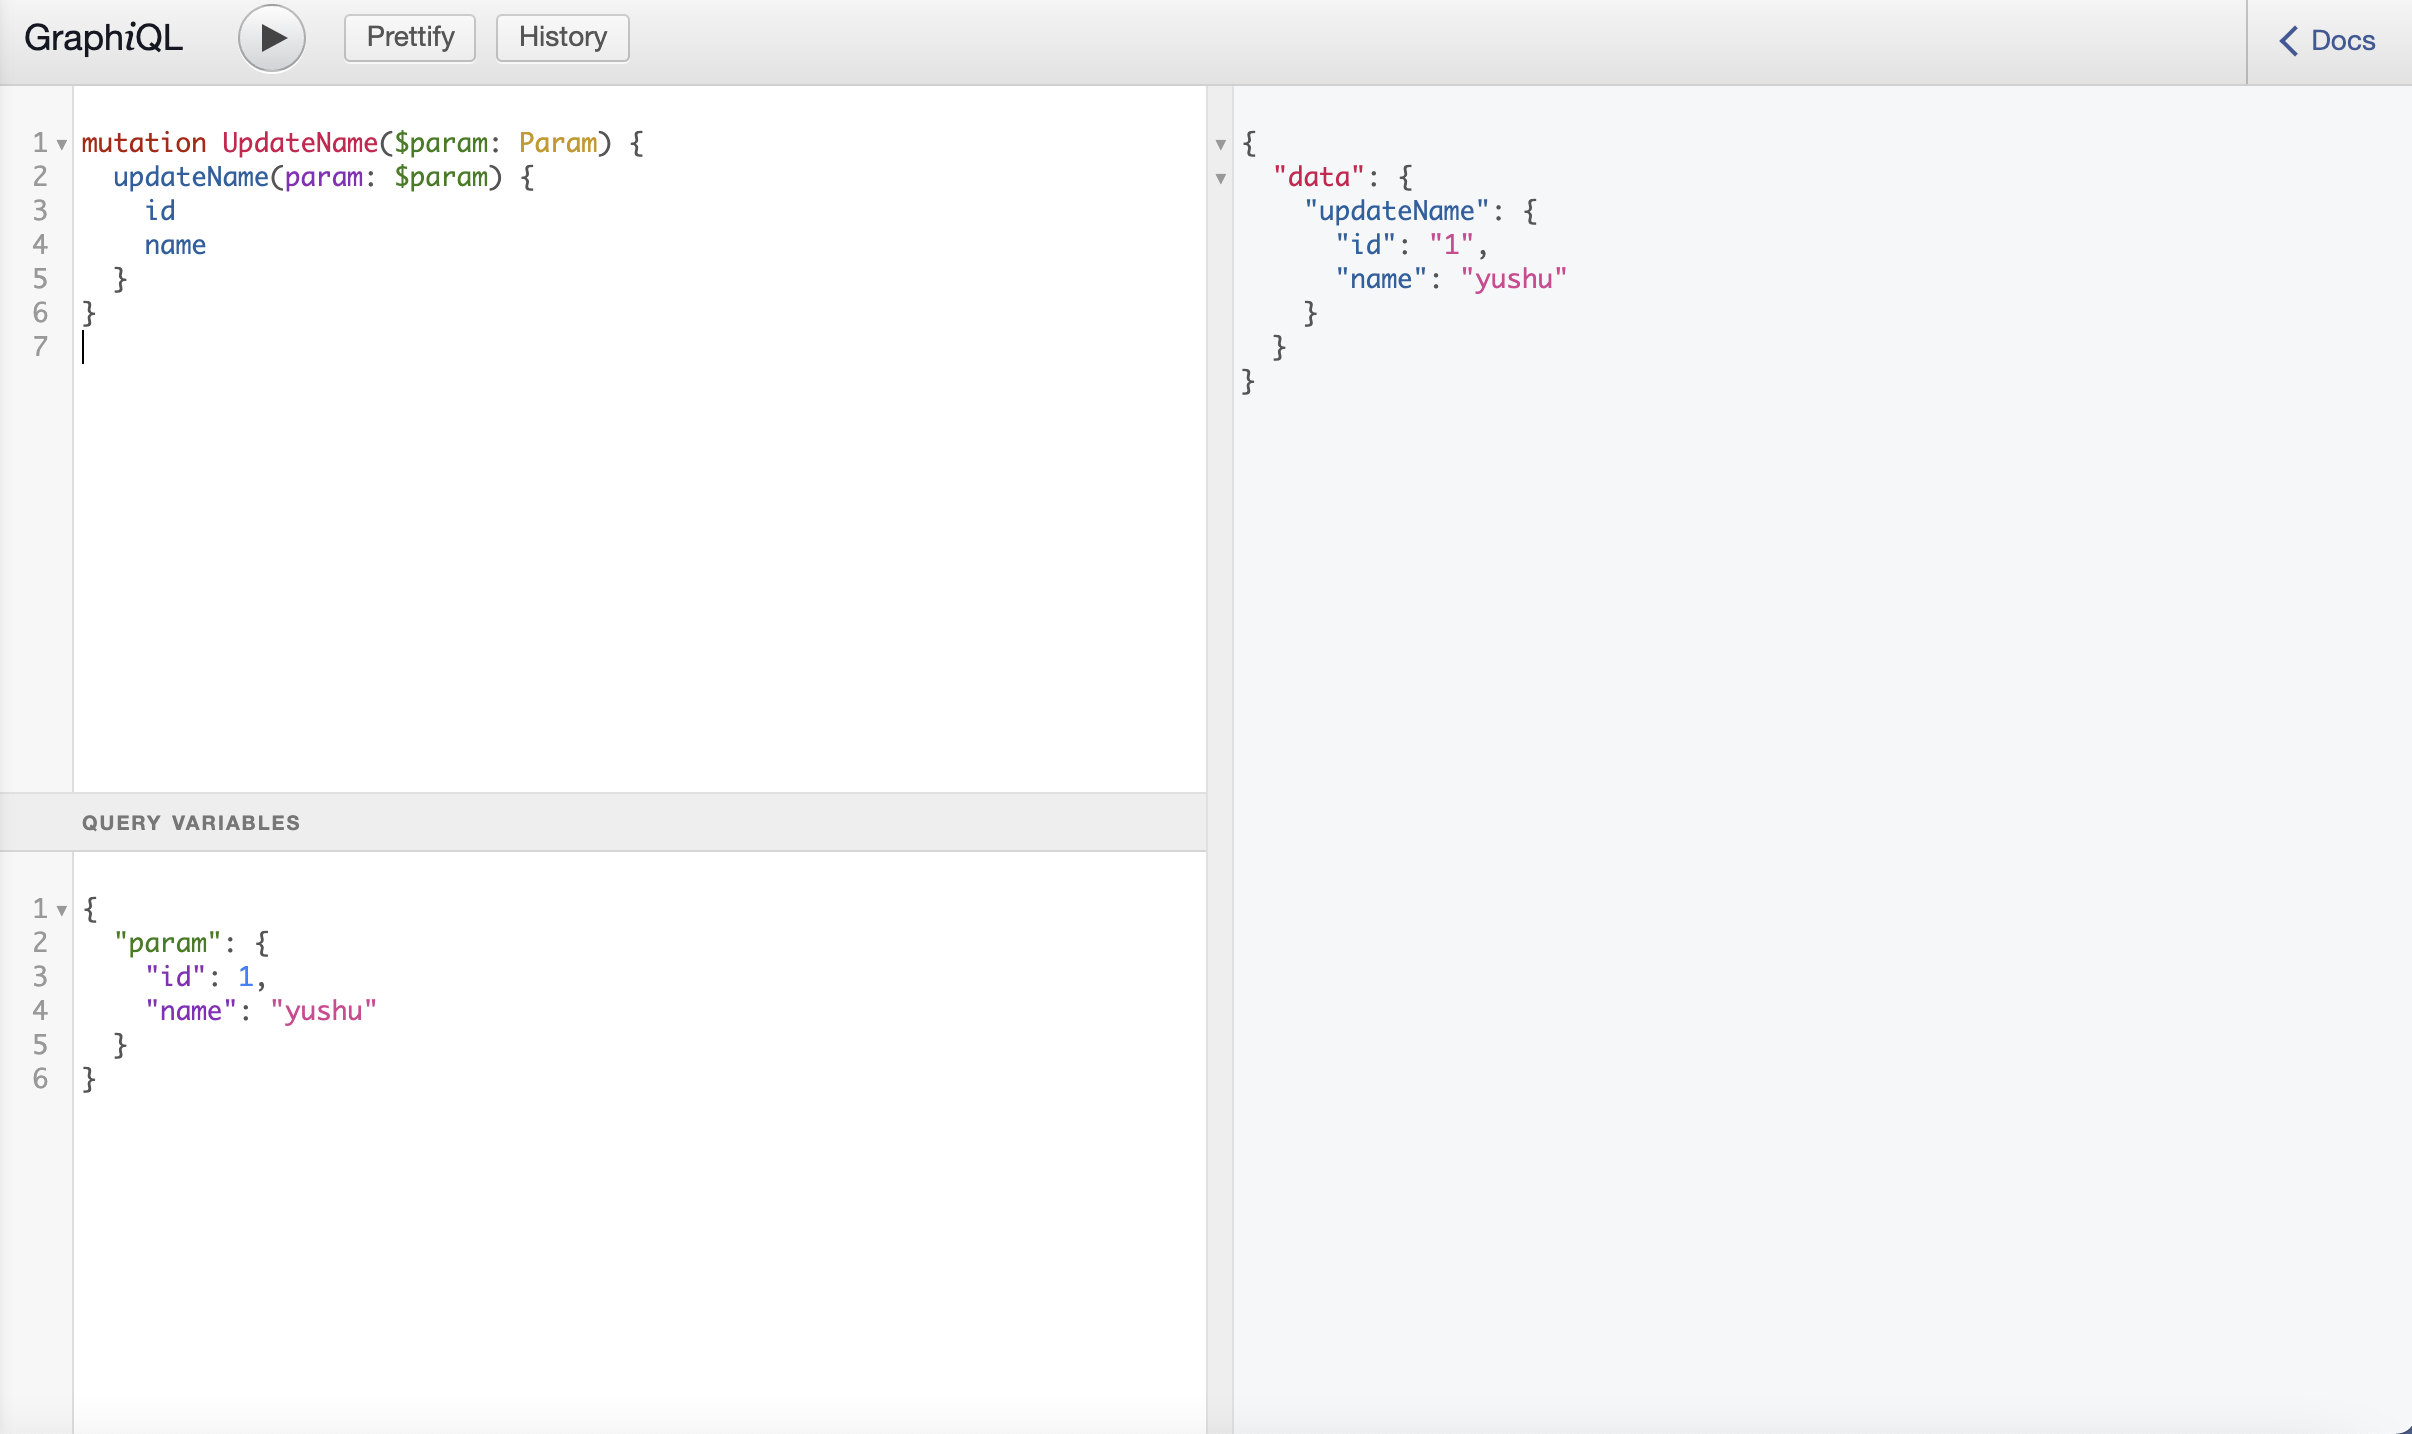 GraphiQL
Prettify
History
Docs
1 mutation UpdateName($param: Param) {
2   updateName(param: $param) {
3     id
4     name
5   }
6 }
7
QUERY VARIABLES
1 {
2   "param": {
3     "id": 1,
4     "name": "yushu"
5   }
6 }
{
  "data": {
    "updateName": {
      "id": "1",
      "name": "yushu"
    }
  }
}